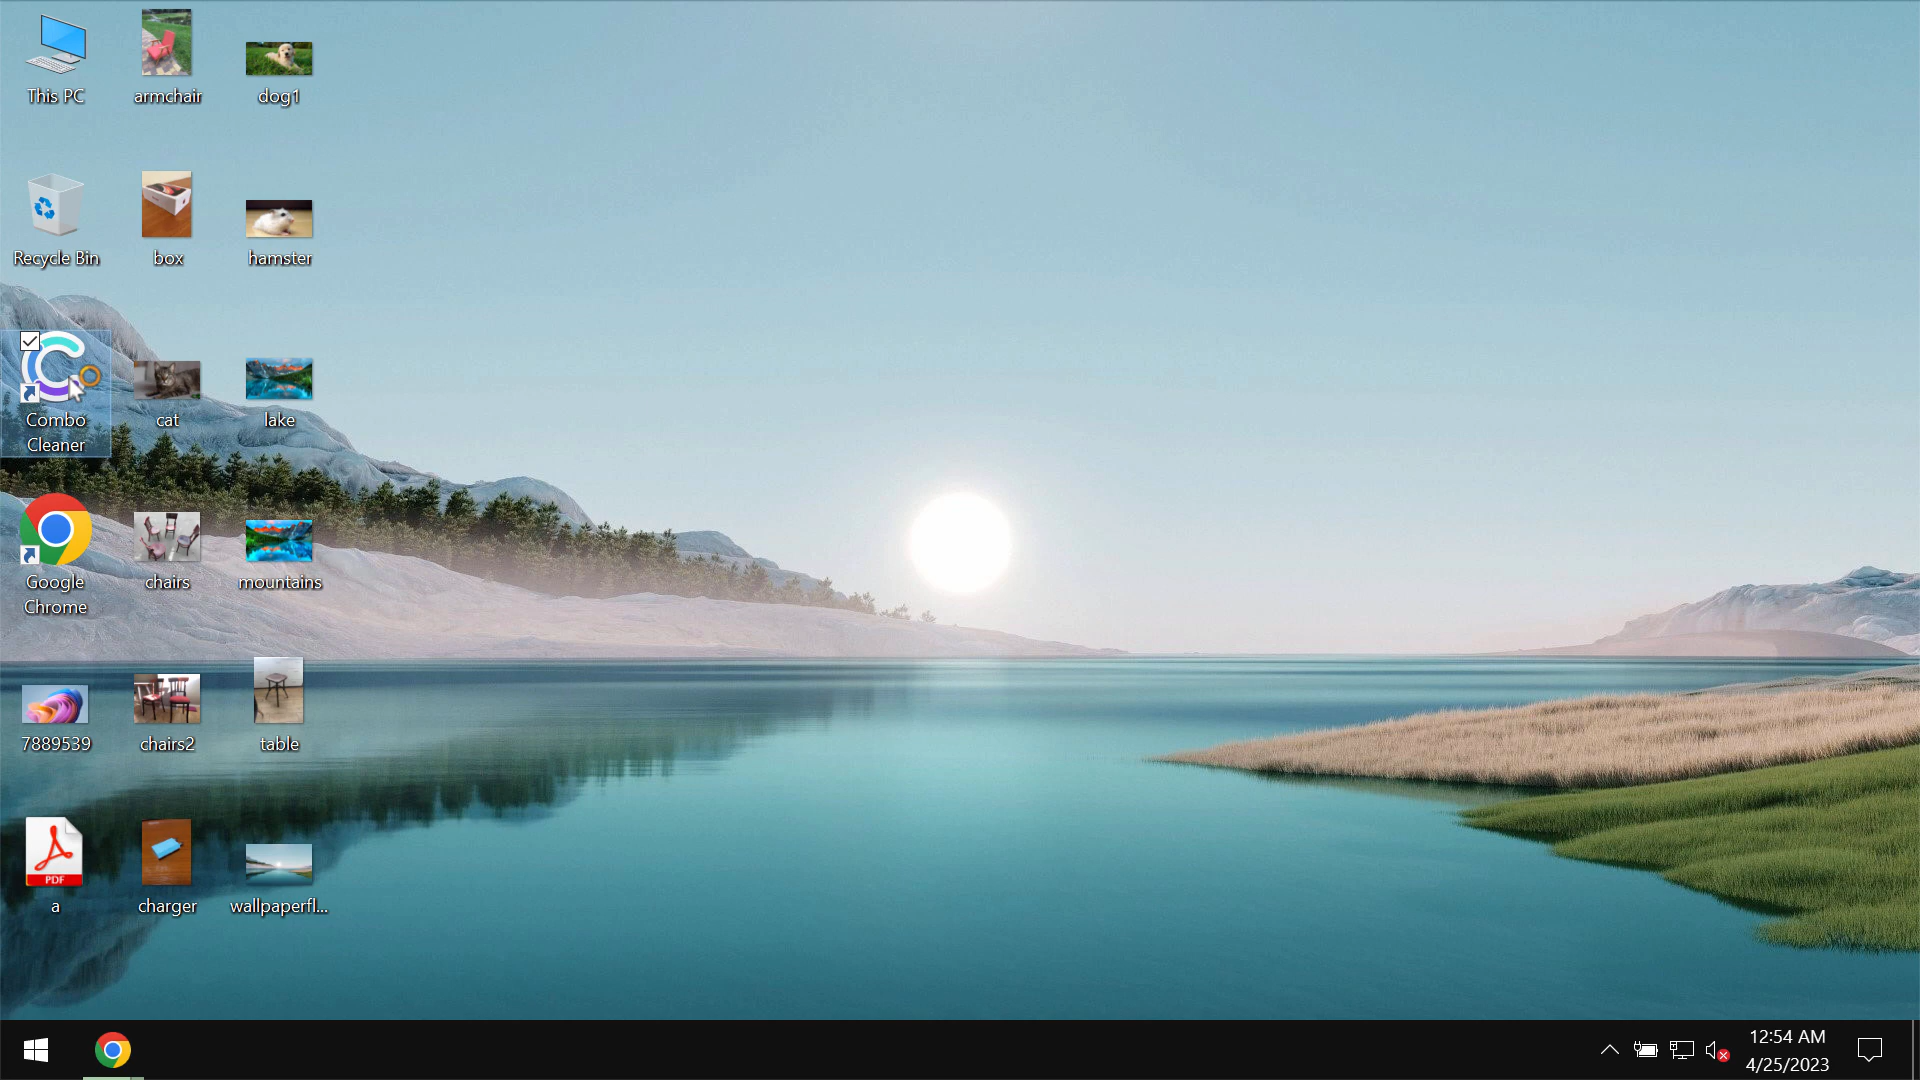 This PC
armchair
dog1
Recycle Bin
box
hamster
Combo
Cleaner
cat
lake
Google
Chrome
chairs
mountains
7889539
chairs2
table
PDF
a
charger
wallpaperfl...
12:54 AM
4/25/2023